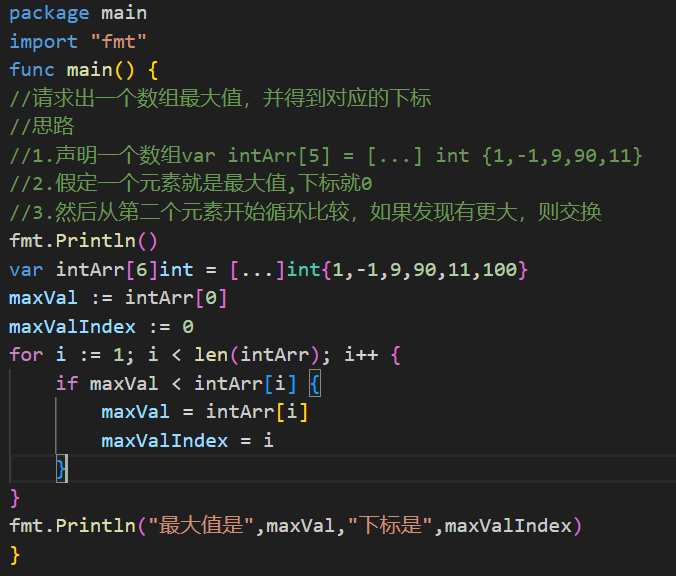 package main
import "fmt"
func main() {
//请求出一个数组最大值，并得到对应的下标
//思路
//1.声明一个数组var intArr[5] = [...] int {1,-1,9,90,11}
//2.假定一个元素就是最大值,下标就0
//3.然后从第二个元素开始循环比较，如果发现有更大，则交换
fmt.Println()
var intArr[6]int = [...]int{1,-1,9,90,11,100}
maxVal := intArr[0]
maxValIndex := 0
for i := 1; i < len(intArr); i++ {
    if maxVal < intArr[i] {
        maxVal = intArr[i]
        maxValIndex = i
    }
}
fmt.Println("最大值是",maxVal,"下标是",maxValIndex)
}